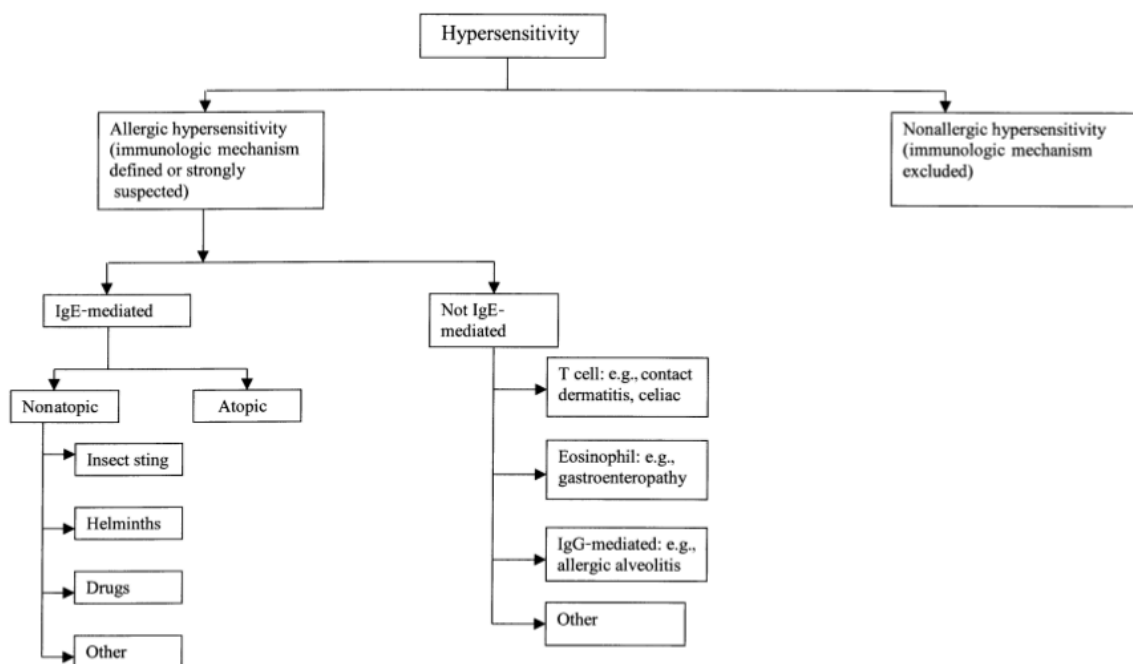 Hypersensitivity
Allergic hypersensitivity
(immunologic mechanism
defined or strongly
suspected)
Nonallergic hypersensitivity
(immunologic mechanism
excluded)
IgE-mediated
Not IgE-
mediated
Nonatopic
Atopic
Insect sting
Helminths
Drugs
Other
T cell: e.g., contact
dermatitis, celiac
Eosinophil: e.g.,
gastroenteropathy
IgG-mediated: e.g.,
allergic alveolitis
Other